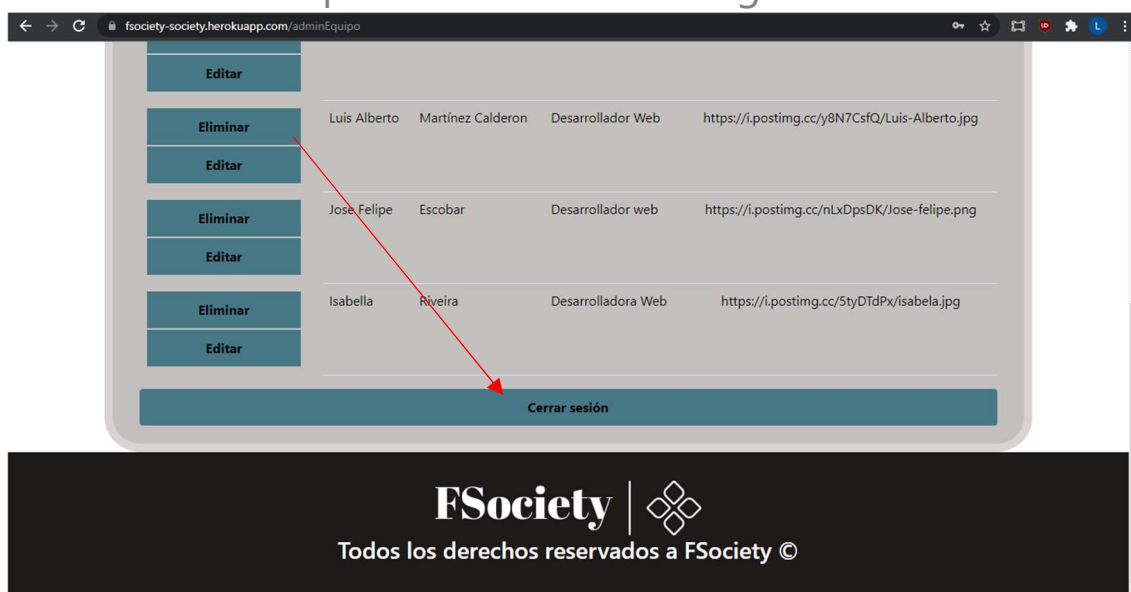 fsociety-society.herokuapp.com/adminEquipo
L
Editar
Eliminar
Luis Alberto Martínez Calderon Desarrollador Web https://i.postimg.cc/y8N7CsfQ/Luis-Alberto.jpg
Editar
Eliminar
Jose Felipe Escobar Desarrollador web https://i.postimg.cc/nLxDpsDK/Jose-felipe.png
Editar
Eliminar
Isabella Riveira Desarrolladora Web https://i.postimg.cc/5tyDTdPx/isabela.jpg
Editar
Cerrar sesión
FSociety
Todos los derechos reservados a FSociety ©